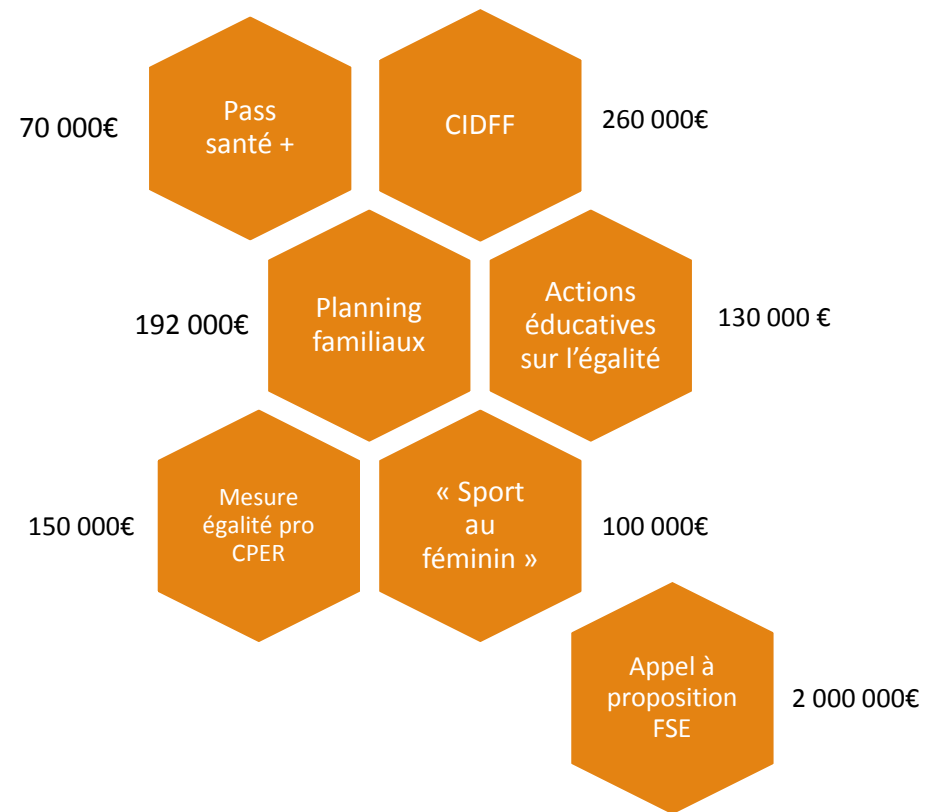 70 000€
Pass
santé +
CIDFF
260 000€
192 000€
Planning
familiaux
Actions
éducatives
sur l’égalité
130 000 €
150 000€
Mesure
égalité pro
CPER
« Sport
au
féminin »
100 000€
Appel à
proposition
FSE
2 000 000€